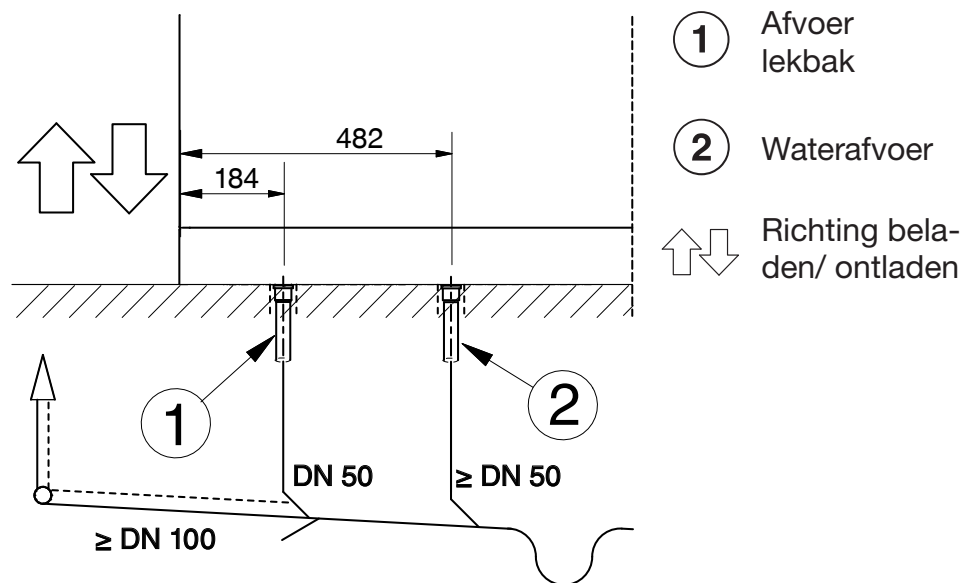 482
184
1
2
DN 50
≥ DN 50
≥ DN 100
1
Afvoer
lekbak
2
Waterafvoer
Richting bela-
den/ ontladen